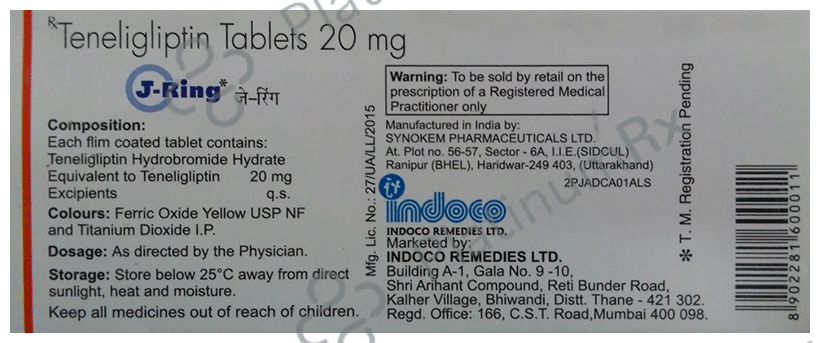 Rx Teneligliptin Tablets 20 mg
J-Ring* जे-रिंग
Composition:
Each flim coated tablet contains:
Teneligliptin Hydrobromide Hydrate
Equivalent to Teneligliptin 20 mg
Excipients q.s.
Colours: Ferric Oxide Yellow USP NF
and Titanium Dioxide I.P.
Dosage: As directed by the Physician.
Storage: Store below 25°C away from direct
sunlight, heat and moisture.
Keep all medicines out of reach of children.
Mfg. Lic. No.: 27/UA/LL/2015
Warning: To be sold by retail on the
prescription of a Registered Medical
Practitioner only
Manufactured in India by:
SYNOKEM PHARMACEUTICALS LTD.
At. Plot no. 56-57, Sector - 6A, I.I.E.(SIDCUL)
Ranipur (BHEL), Haridwar-249 403, (Uttarakhand)
2PJADCA01ALS
indoco
INDOCO REMEDIES LTD.
Marketed by:
INDOCO REMEDIES LTD.
Building A-1, Gala No. 9 -10,
Shri Arihant Compound, Reti Bunder Road,
Kalher Village, Bhiwandi, Distt. Thane - 421 302.
Regd. Office: 166, C.S.T. Road,Mumbai 400 098.
* T. M. Registration Pending
8902281600011
Platinum Rx